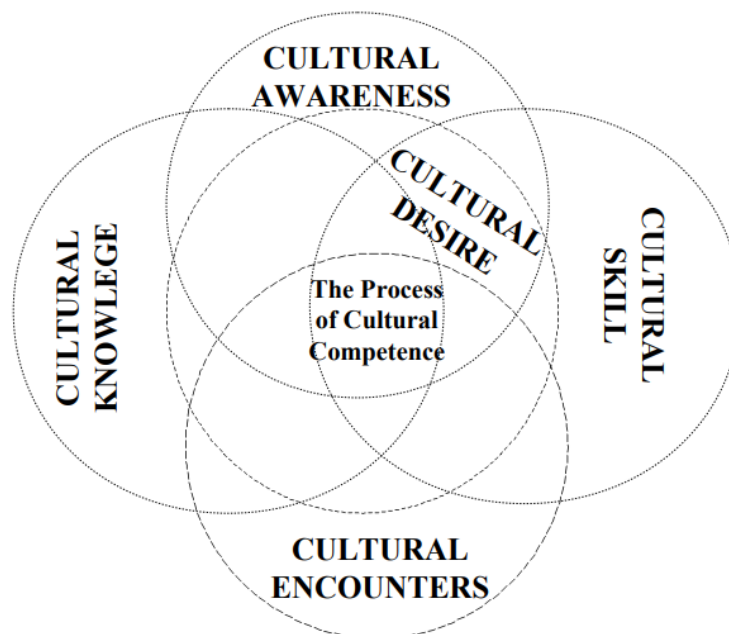 CULTURAL
AWARENESS
CULTURAL
DESIRE
CULTURAL
KNOWLEGE
The Process
of Cultural
Competence
CULTURAL
SKILL
CULTURAL
ENCOUNTERS